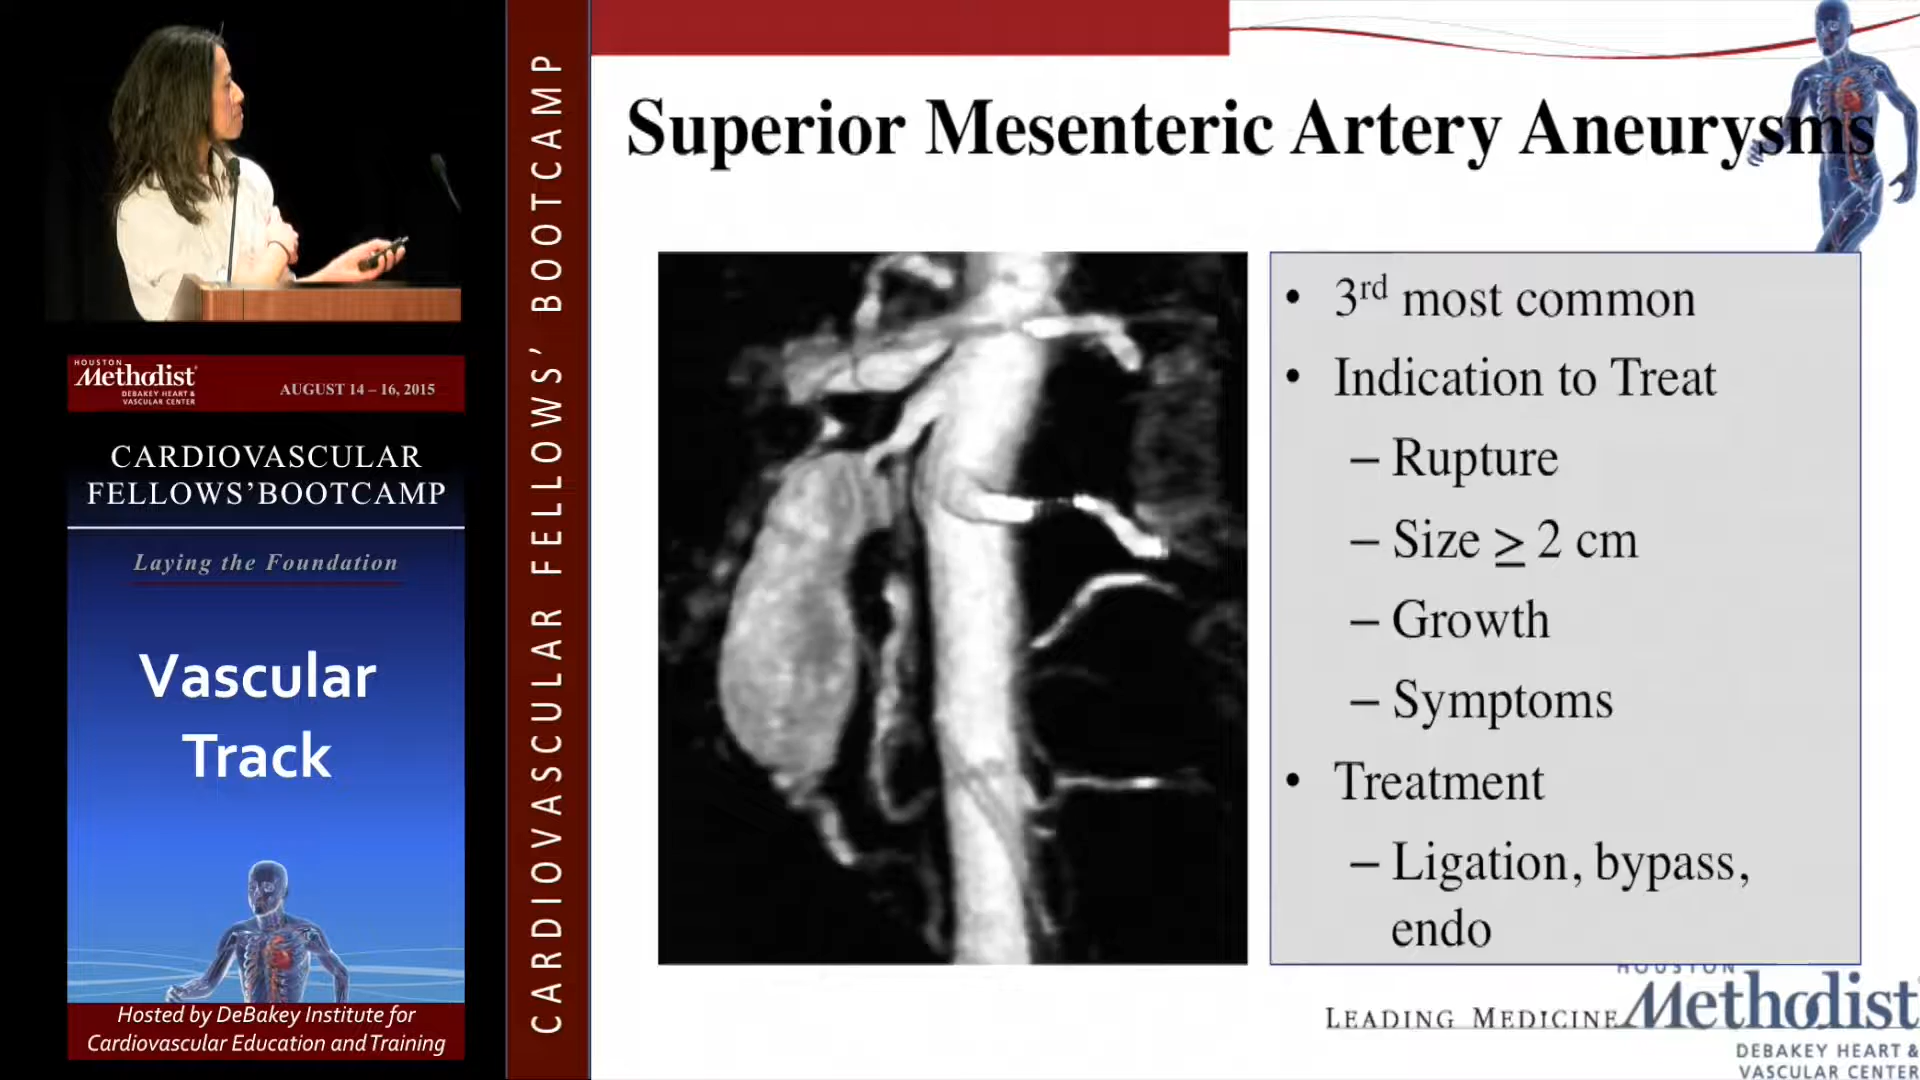 HOUSTON
Methodist
DEBAKEY HEART &
VASCULAR CENTER
AUGUST 14 – 16, 2015
CARDIOVASCULAR
FELLOWS'BOOTCAMP
Laying the Foundation
Vascular
Track
Hosted by DeBakey Institute for
Cardiovascular Education and Training
CARDIOVASCULAR FELLOWS' BOOTCAMP
Superior Mesenteric Artery Aneurysms
• 3rd most common
• Indication to Treat
– Rupture
– Size ≥ 2 cm
– Growth
– Symptoms
• Treatment
– Ligation, bypass,
endo
LEADING MEDICINE
HOUSTON
Methodist
DEBAKEY HEART &
VASCULAR CENTER